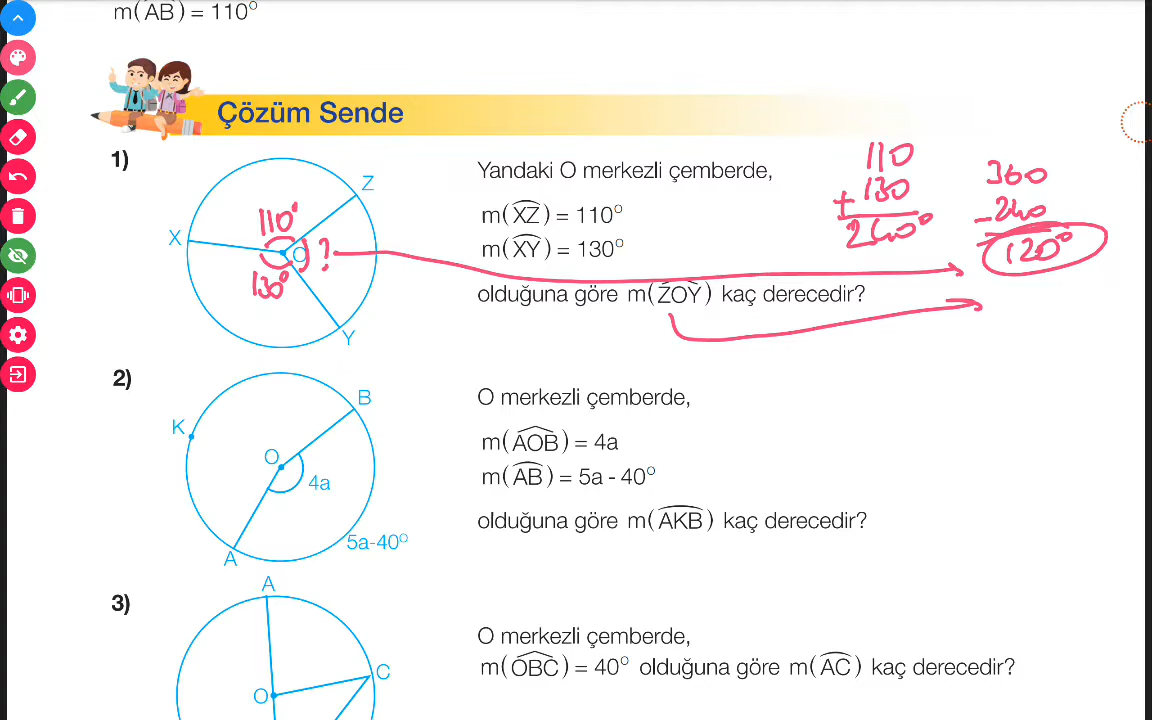 m(AB) = 110°
Çözüm Sende
1)
X
Z
O
Y
110°
130°
?
Yandaki O merkezli çemberde,
m(XZ) = 110°
m(XY) = 130°
olduğuna göre m(ZOY) kaç derecedir?
110
+130
240°
360
-240
120°
2)
K
B
O
4a
A
5a-40°
O merkezli çemberde,
m(AOB) = 4a
m(AB) = 5a - 40°
olduğuna göre m(AKB) kaç derecedir?
3)
A
O
C
O merkezli çemberde,
m(OBC) = 40° olduğuna göre m(AC) kaç derecedir?